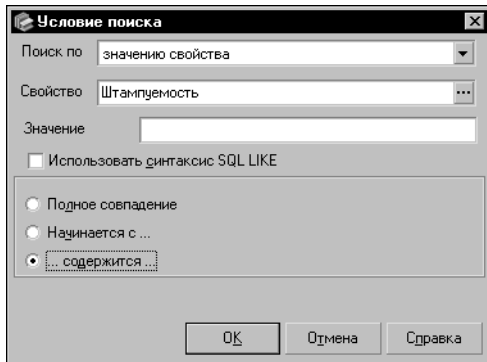 Условие поиска
Поиск по значению свойства
Свойство Штампуемость ...
Значение
Использовать синтаксис SQL LIKE
Полное совпадение
Начинается с ...
... содержится ...
OK Отмена Справка